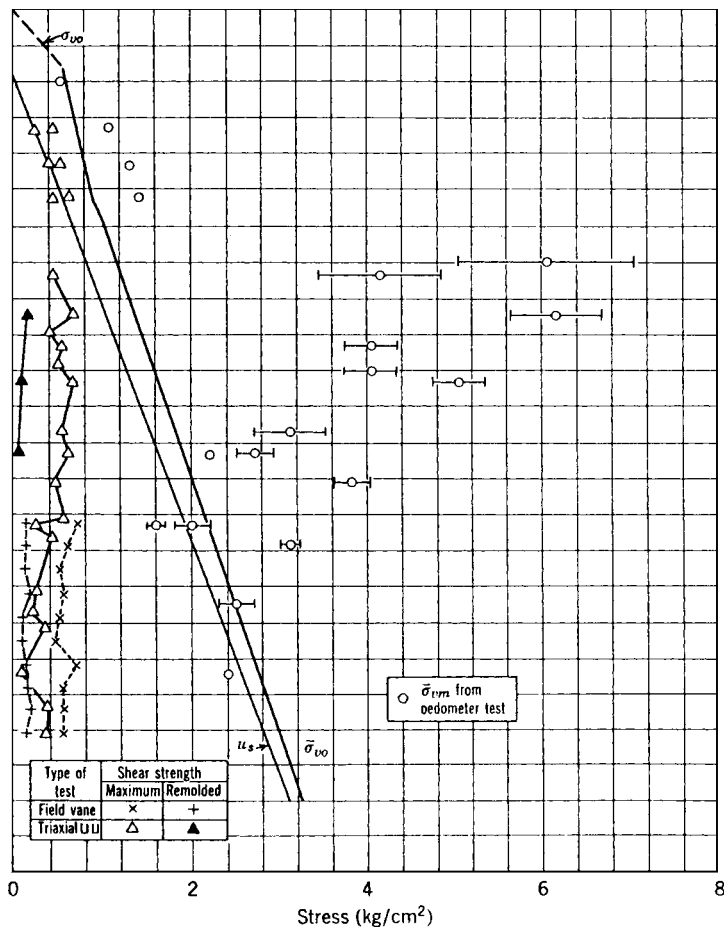 σvo
σ̄vm from
oedometer test
us
σ̄vo
Type of test Shear strength
Maximum Remolded
Field vane × +
Triaxial UU △ ▲
0 2 4 6 8
Stress (kg/cm²)